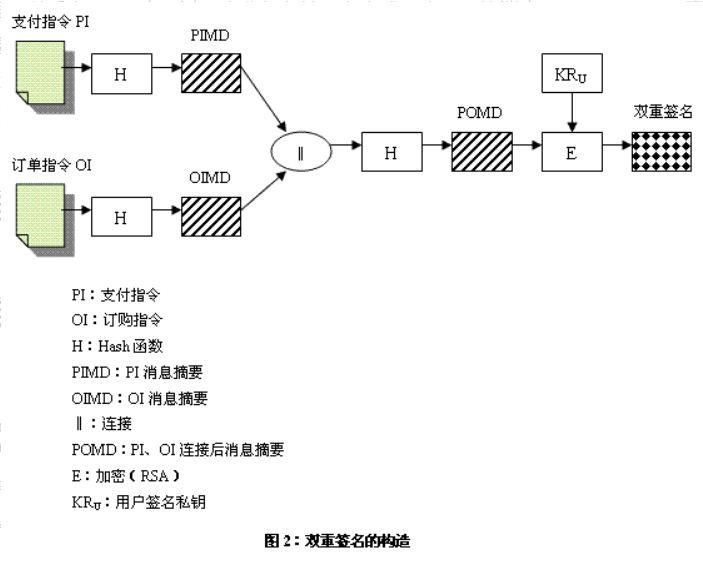 支付指令 PI
PIMD
H
KRU
POMD
双重签名
‖
H
E
订单指令 OI
OIMD
H
PI：支付指令
OI：订购指令
H：Hash 函数
PIMD：PI 消息摘要
OIMD：OI 消息摘要
‖：连接
POMD：PI、OI 连接后消息摘要
E：加密（RSA）
KRU：用户签名私钥
图 2：双重签名的构造